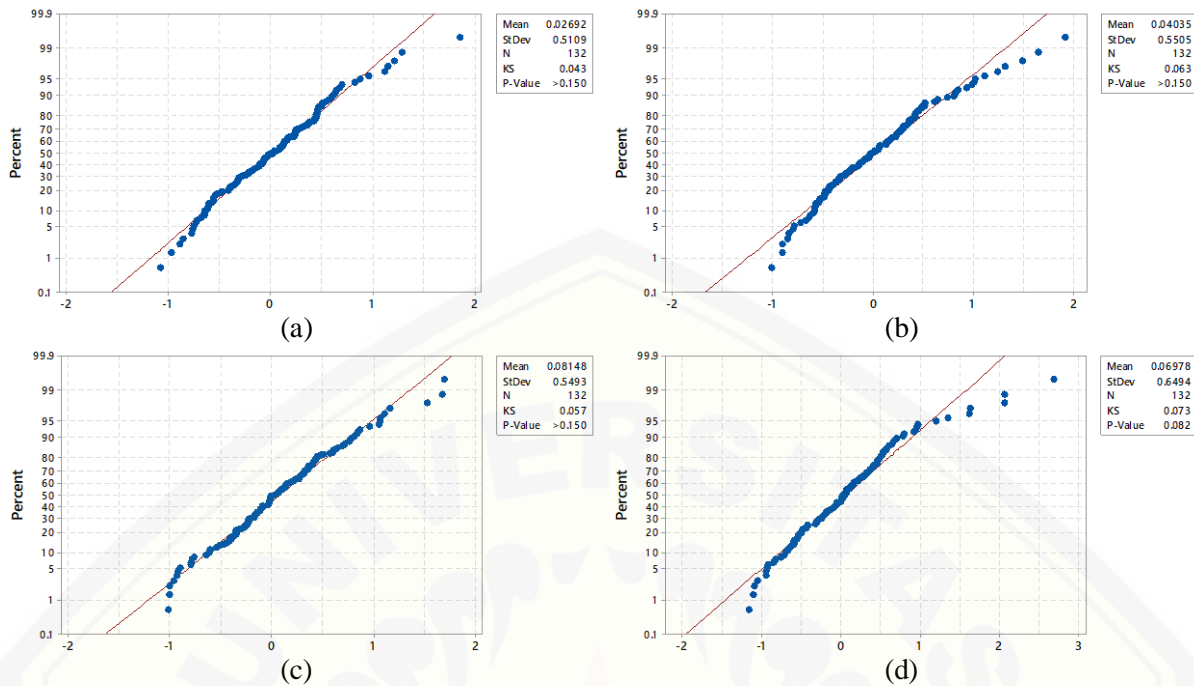 99.9
99
95
90
80
70
60
50
40
30
20
10
5
1
0.1
Percent
-2
-1
0
1
2
Mean 0.02692
StDev 0.5109
N 132
KS 0.043
P-Value >0.150
(a)
99.9
99
95
90
80
70
60
50
40
30
20
10
5
1
0.1
Percent
-2
-1
0
1
2
Mean 0.04035
StDev 0.5505
N 132
KS 0.063
P-Value >0.150
(b)
99.9
99
95
90
80
70
60
50
40
30
20
10
5
1
0.1
Percent
-2
-1
0
1
2
Mean 0.08148
StDev 0.5493
N 132
KS 0.057
P-Value >0.150
(c)
99.9
99
95
90
80
70
60
50
40
30
20
10
5
1
0.1
Percent
-2
-1
0
1
2
3
Mean 0.06978
StDev 0.6494
N 132
KS 0.073
P-Value 0.082
(d)
UNIVERSITAS